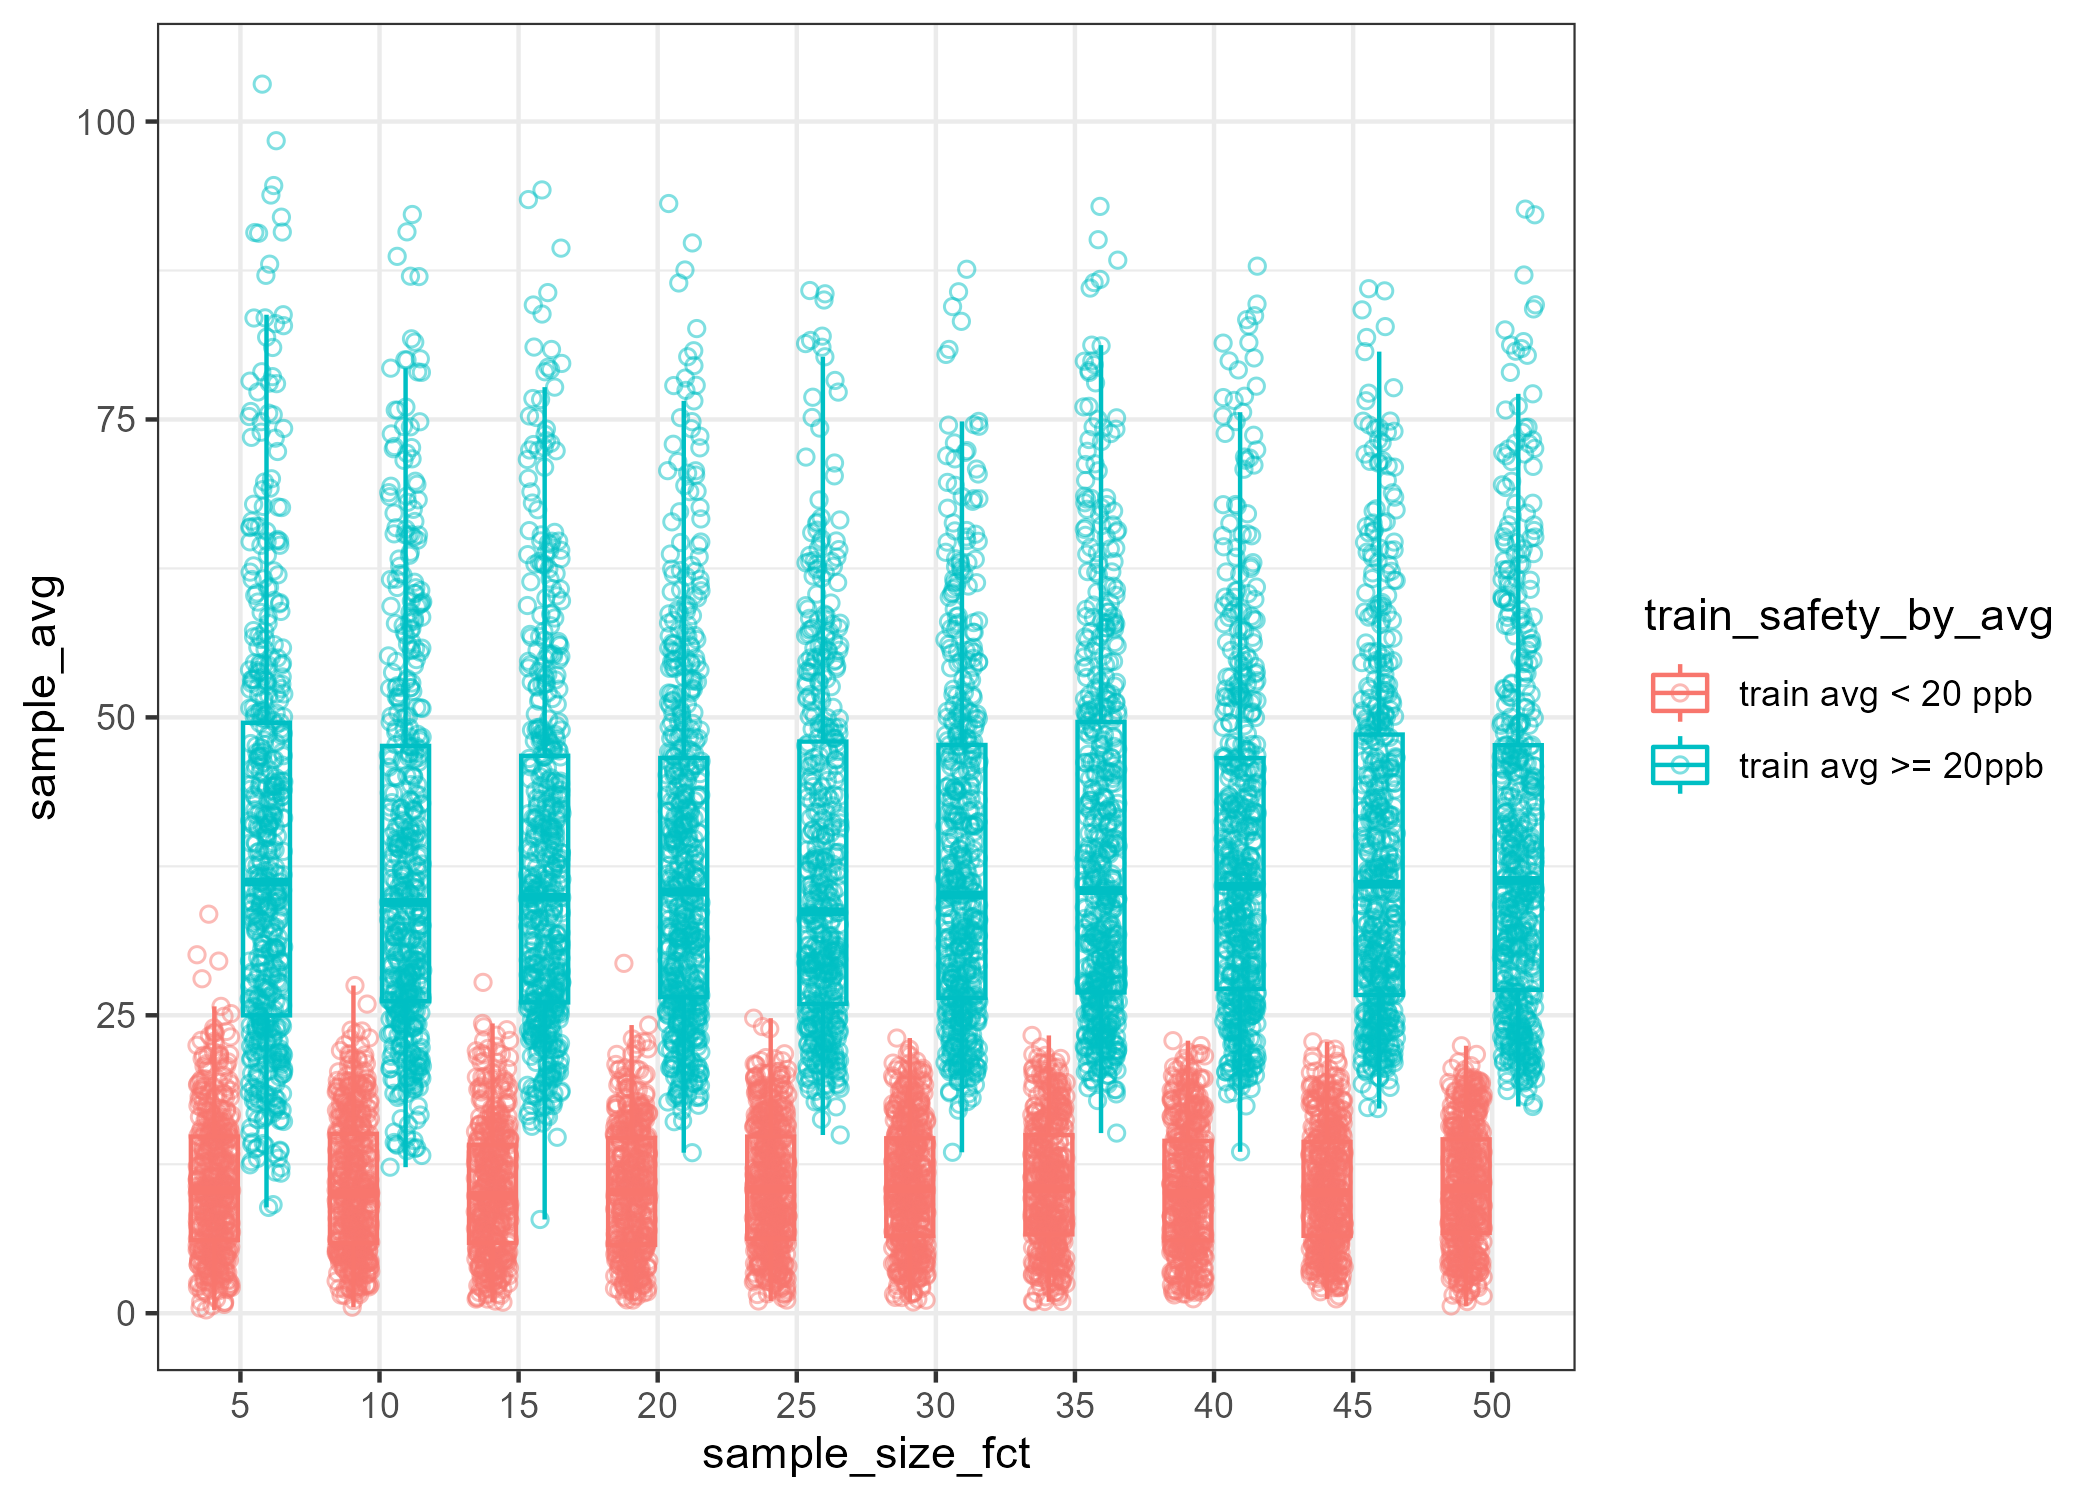 100
75
50
25
0
sample_avg
5 10 15 20 25 30 35 40 45 50
sample_size_fct
train_safety_by_avg
train avg < 20 ppb
train avg >= 20ppb